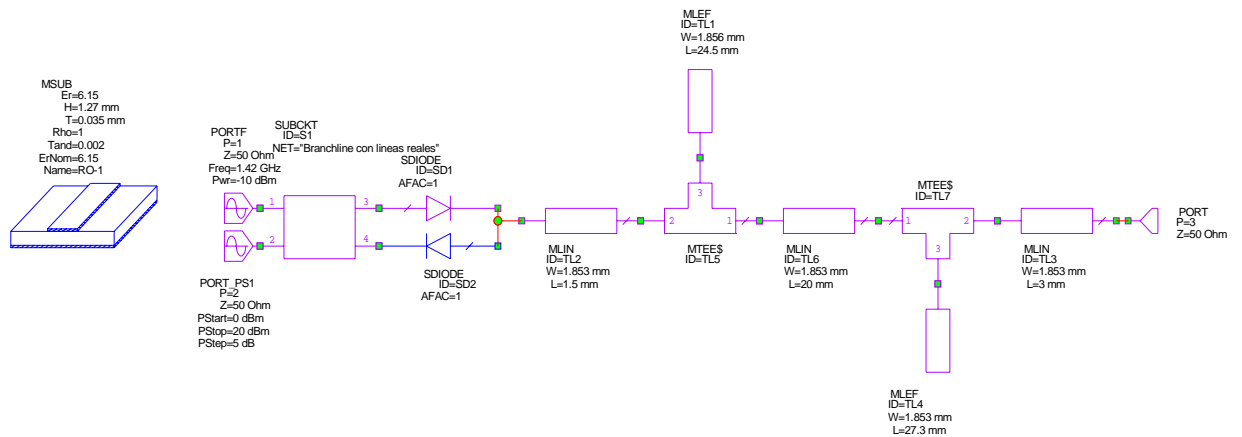 MSUB
Er=6.15
H=1.27 mm
T=0.035 mm
Rho=1
Tand=0.002
ErNom=6.15
Name=RO-1
PORTF
P=1
Z=50 Ohm
Freq=1.42 GHz
Pwr=-10 dBm
PORT_PS1
P=2
Z=50 Ohm
PStart=0 dBm
PStop=20 dBm
PStep=5 dB
SUBCKT
ID=S1
NET="Branchline con lineas reales"
1
2
3
4
SDIODE
ID=SD1
AFAC=1
SDIODE
ID=SD2
AFAC=1
MLIN
ID=TL2
W=1.853 mm
L=1.5 mm
MLEF
ID=TL1
W=1.856 mm
L=24.5 mm
3
2
1
MTEE$
ID=TL5
MLIN
ID=TL6
W=1.853 mm
L=20 mm
MTEE$
ID=TL7
1
2
3
MLEF
ID=TL4
W=1.853 mm
L=27.3 mm
MLIN
ID=TL3
W=1.853 mm
L=3 mm
PORT
P=3
Z=50 Ohm